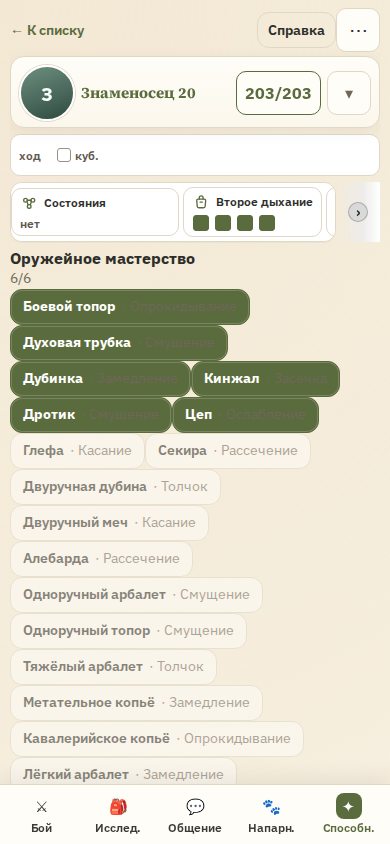 ← К списку
Справка
...
З
Знаменосец 20
203/203
▼
ход
куб.
Состояния
нет
Второе дыхание
›
Оружейное мастерство
6/6
Боевой топор · Опрокидывание
Духовая трубка · Смущение
Дубинка · Замедление
Кинжал · Засечка
Дротик · Смущение
Цеп · Ослабление
Глефа · Касание
Секира · Рассечение
Двуручная дубина · Толчок
Двуручный меч · Касание
Алебарда · Рассечение
Одноручный арбалет · Смущение
Одноручный топор · Смущение
Тяжёлый арбалет · Толчок
Метательное копьё · Замедление
Кавалерийское копьё · Опрокидывание
Лёгкий арбалет · Замедление
Бой
Исслед.
Общение
Напарн.
Способн.